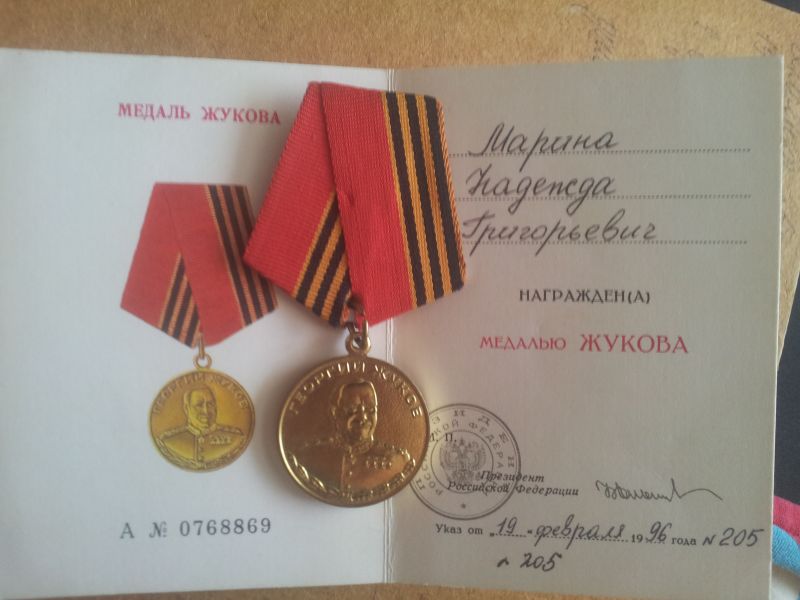 МЕДАЛЬ ЖУКОВА
ГЕОРГИЙ ЖУКОВ
А № 0768869
ГЕОРГИЙ ЖУКОВ
Марина
Надежда
Григорьевич
НАГРАЖДЕН(А)
МЕДАЛЬЮ ЖУКОВА
П.
Президент
Российской Федерации
Указ от „19 " февраля 1996 года № 205
№ 205